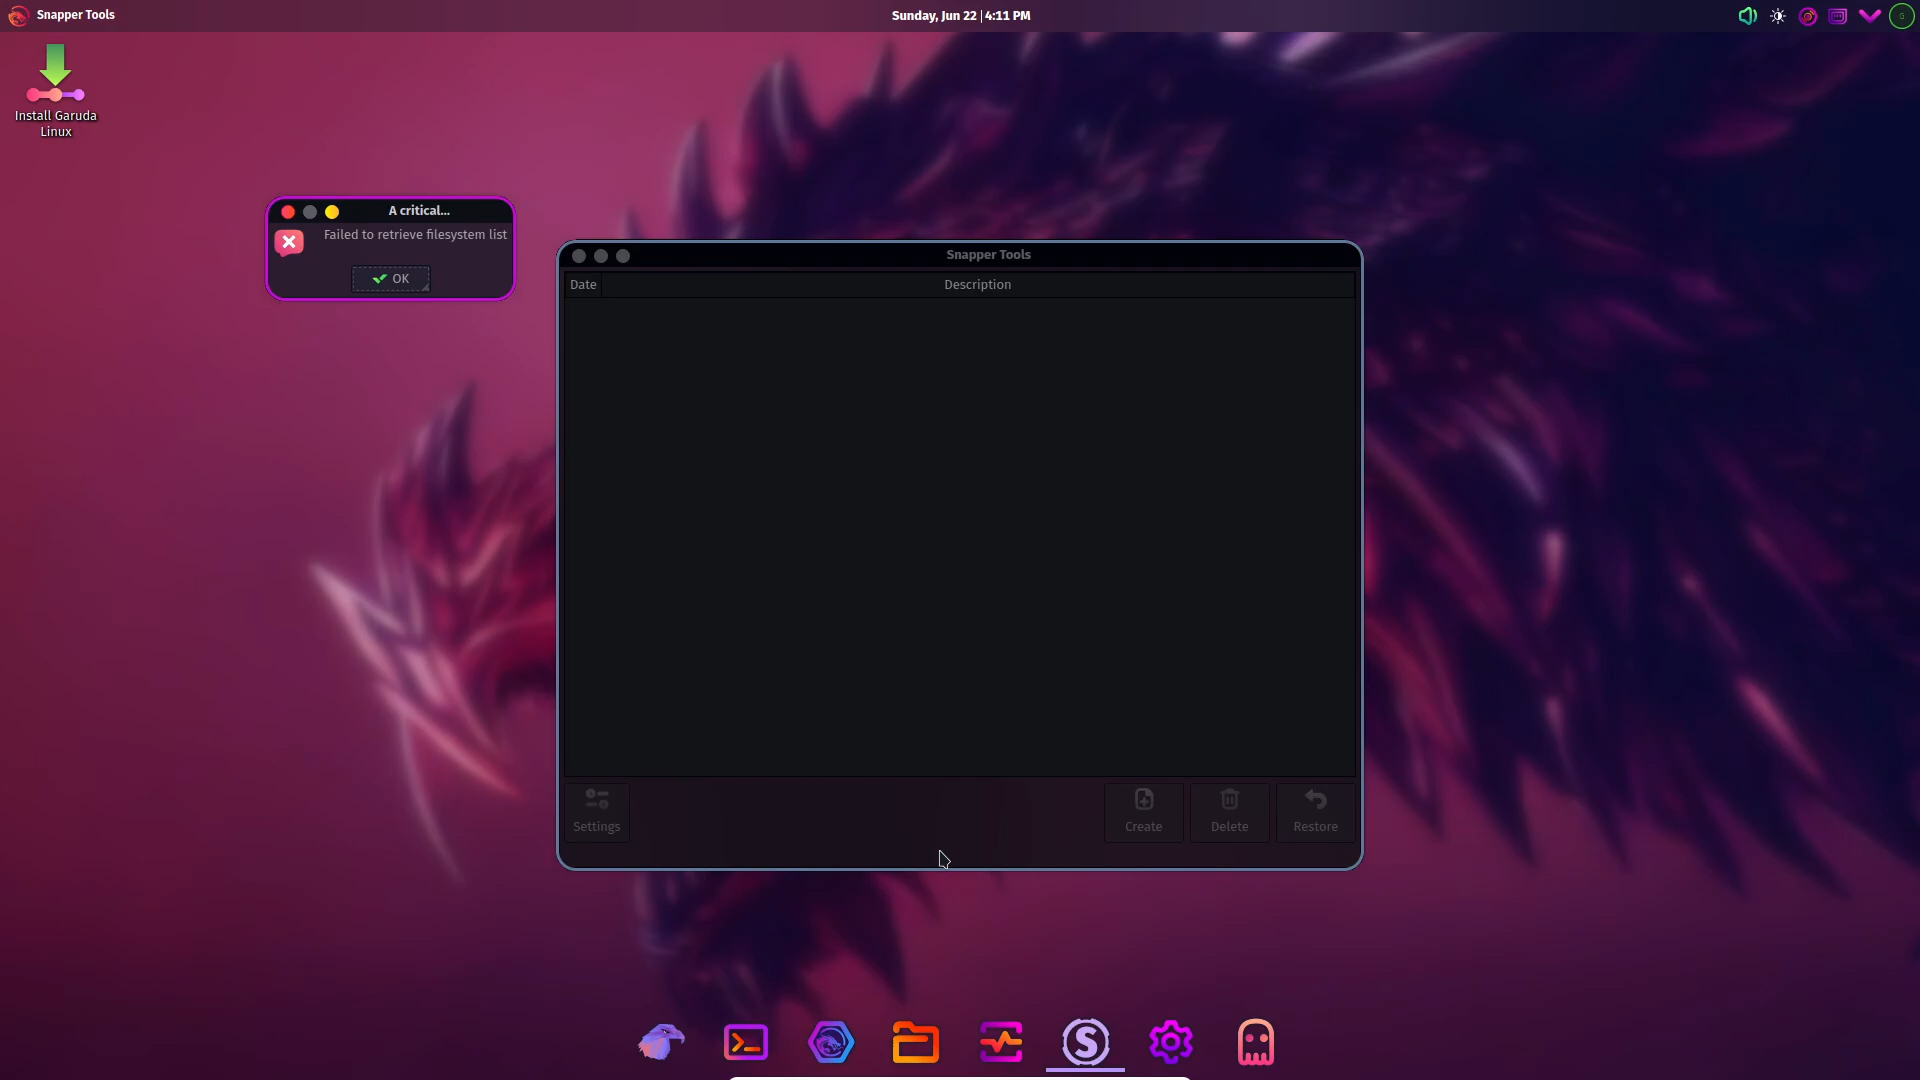 Snapper Tools
Sunday, Jun 22 | 4:11 PM
Install Garuda
Linux
A critical...
Failed to retrieve filesystem list
OK
Snapper Tools
Date
Description
Settings
Create
Delete
Restore